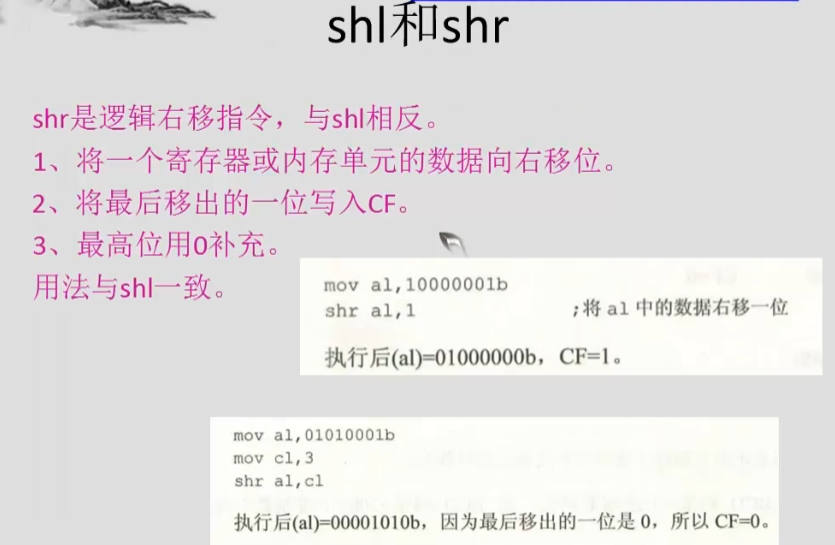 shl和shr
shr是逻辑右移指令，与shl相反。
1、将一个寄存器或内存单元的数据向右移位。
2、将最后移出的一位写入CF。
3、最高位用0补充。
用法与shl一致。
mov al,10000001b
shr al,1 ;将 al 中的数据右移一位
执行后(al)=01000000b，CF=1。
mov al,01010001b
mov cl,3
shr al,cl
执行后(al)=00001010b，因为最后移出的一位是 0，所以 CF=0。